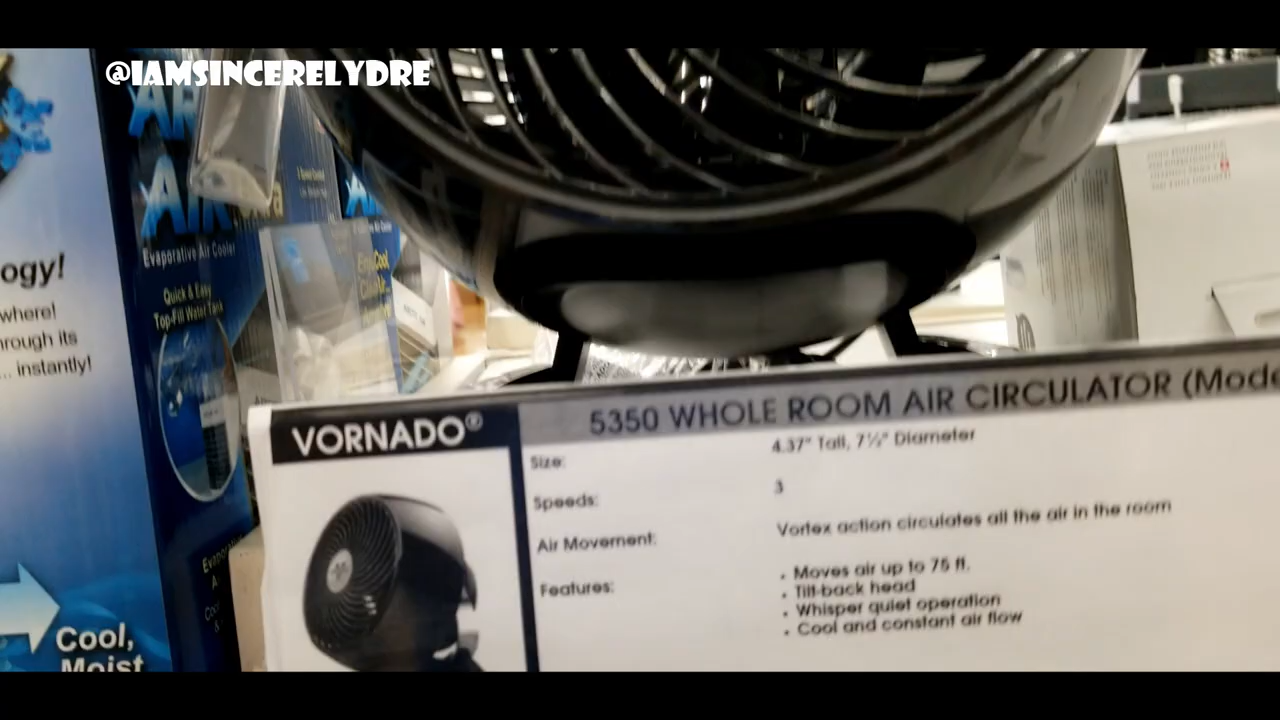 @IAMSINCERELYDRE
AIR
Evaporative Air Cooler
Quick & Easy
Top-Fill Water Tank
ogy!
where!
rough its
... instantly!
Cool,
Moist
VORNADO®
5350 WHOLE ROOM AIR CIRCULATOR (Mode
Size: 4.37" Tall, 7½" Diameter
Speeds: 3
Air Movement: Vortex action circulates all the air in the room
Features: • Moves air up to 75 ft.
• Tilt-back head
• Whisper quiet operation
• Cool and constant air flow